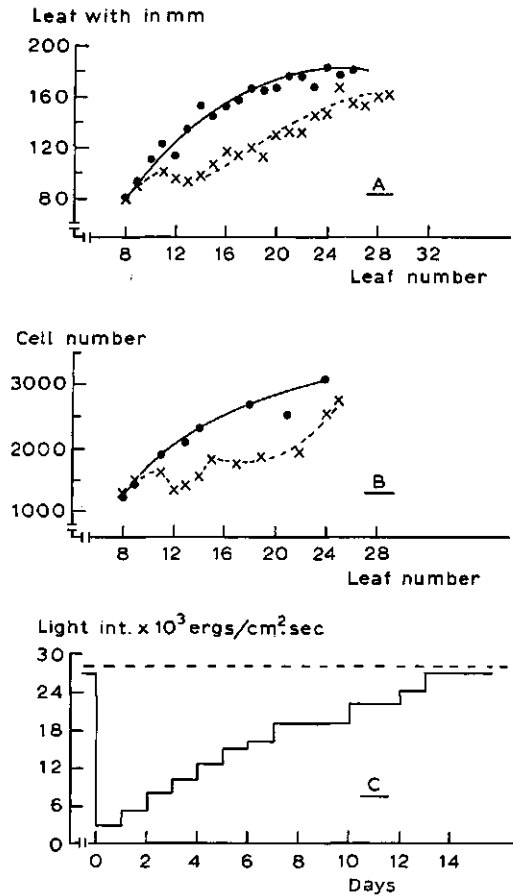 Leaf with in mm
200
160
120
80
A
8 12 16 20 24 28 32
Leaf number
Cell number
3000
2000
1000
B
8 12 16 20 24 28
Leaf number
Light int. x 10³ ergs/cm².sec
30
24
18
12
6
0
C
0 2 4 6 8 10 12 14
Days